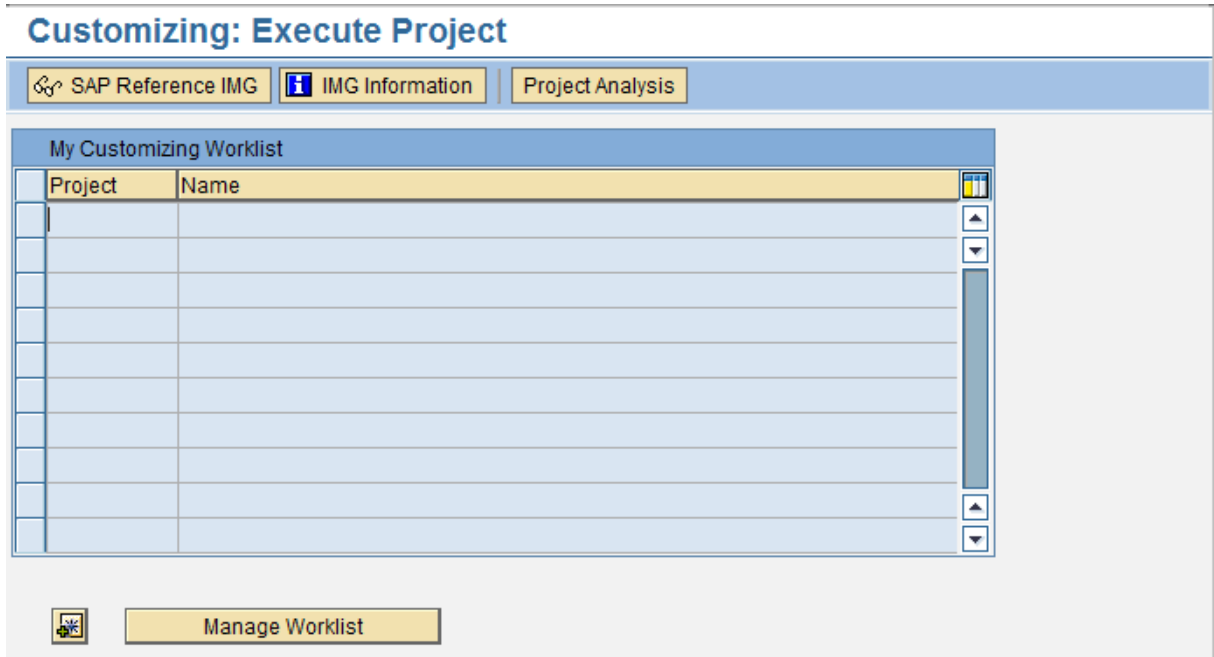 Customizing: Execute Project
SAP Reference IMG IMG Information Project Analysis
My Customizing Worklist
Project Name
Manage Worklist